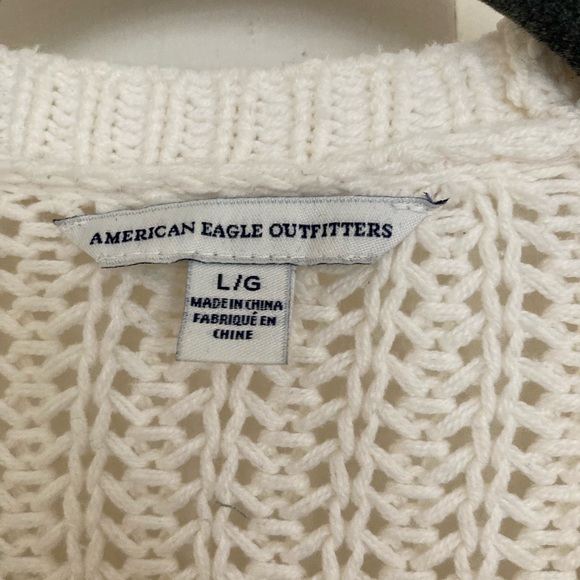 AMERICAN EAGLE OUTFITTERS
L/G
MADE IN CHINA
FABRIQUÉ EN
CHINE